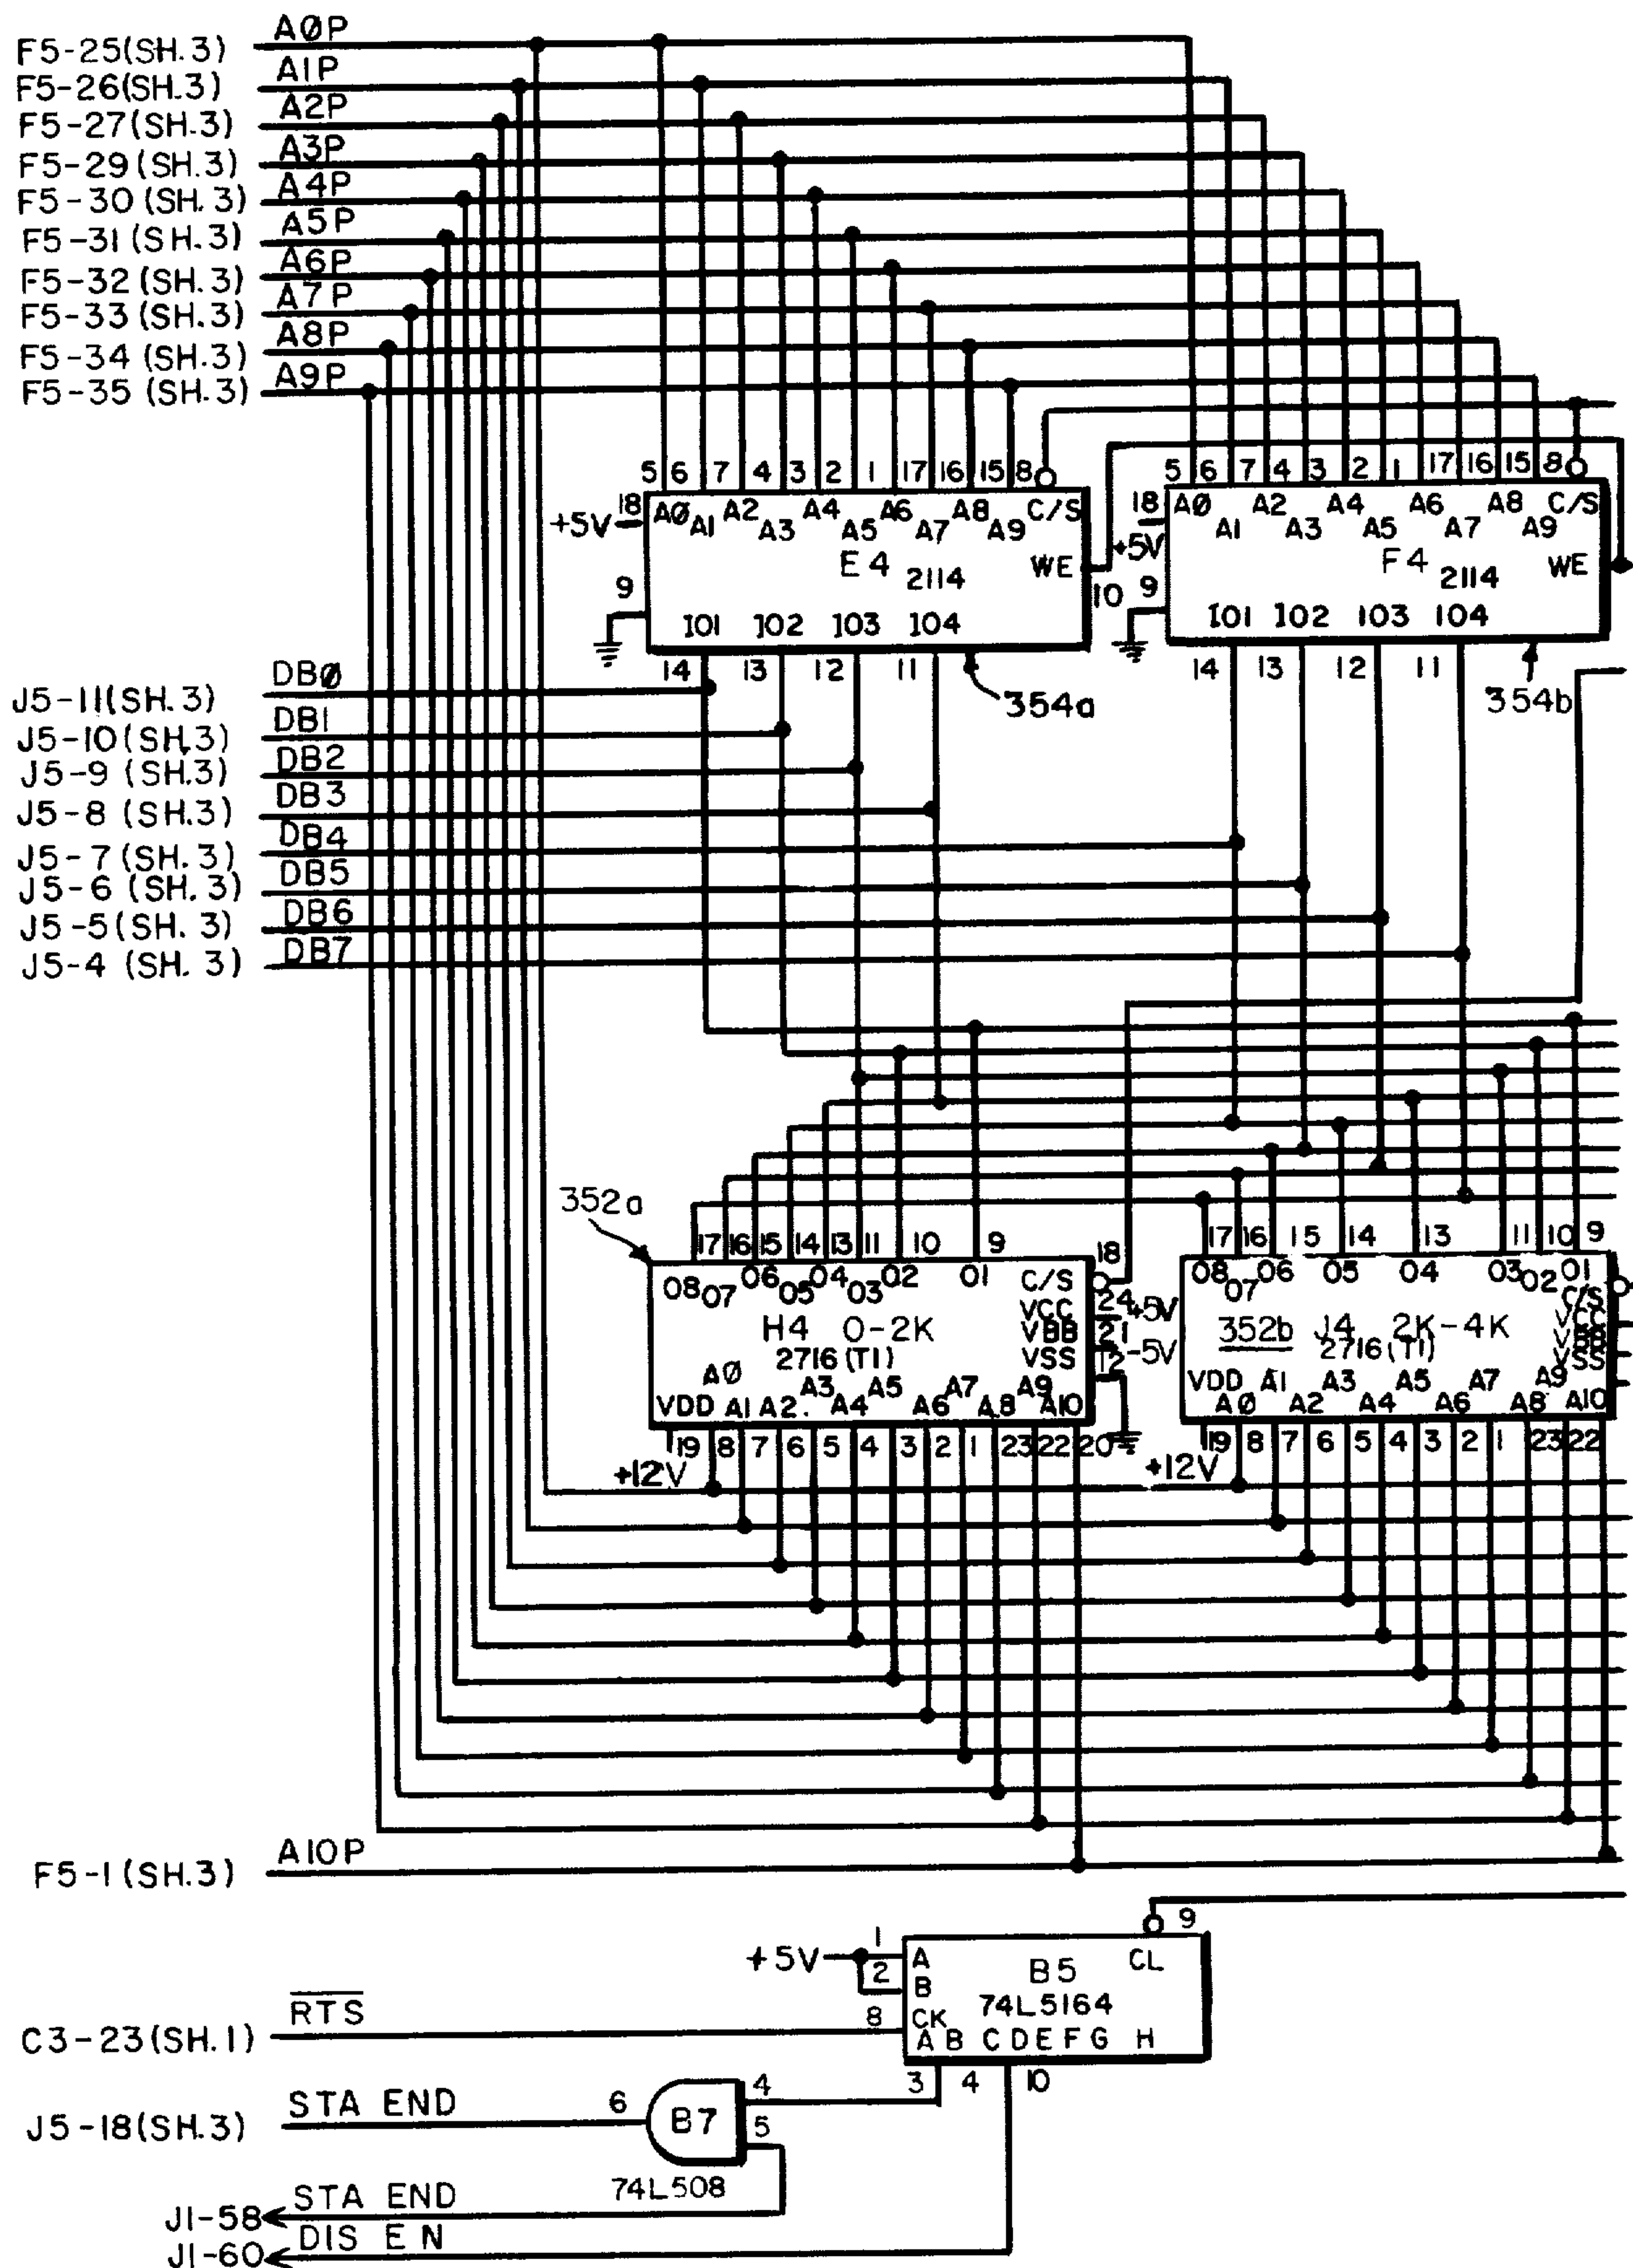 F5-25(SH.3) AØP
F5-26(SH.3) A1P
F5-27(SH.3) A2P
F5-29(SH.3) A3P
F5-30(SH.3) A4P
F5-31(SH.3) A5P
F5-32(SH.3) A6P
F5-33(SH.3) A7P
F5-34(SH.3) A8P
F5-35(SH.3) A9P
5 6 7 4 3 2 1 17 16 15 8
+5V 18 AØ A1 A2 A3 A4 A5 A6 A7 A8 A9 C/S
E4 2114 WE 10
9
IO1 IO2 IO3 IO4
14 13 12 11
354a
5 6 7 4 3 2 1 17 16 15 8
18 +5V AØ A1 A2 A3 A4 A5 A6 A7 A8 A9 C/S
F4 2114 WE
9
IO1 IO2 IO3 IO4
14 13 12 11
354b
J5-11(SH.3) DBØ
J5-10(SH.3) DB1
J5-9 (SH.3) DB2
J5-8 (SH.3) DB3
J5-7(SH.3) DB4
J5-6 (SH.3) DB5
J5-5(SH.3) DB6
J5-4 (SH.3) DB7
352a
17 16 15 14 13 11 10 9 18
O8 O7 O6 O5 O4 O3 O2 O1 C/S
VCC 24 +5V
H4 0-2K VBB 21 -5V
2716(T1) VSS 12
VDD AØ A1 A2. A3 A4 A5 A6 A7 A8 A9 A10
19 8 7 6 5 4 3 2 1 23 22 20
+12V
17 16 15 14 13 11 10 9
O8 O7 O6 O5 O4 O3 O2 O1 C/S
VCC
352b J4 2K-4K VBB
2716(T1) VSS
VDD AØ A1 A2 A3 A4 A5 A6 A7 A8 A9 A10
19 8 7 6 5 4 3 2 1 23 22
+12V
F5-1(SH.3) A10P
9
+5V 1 A B5 CL
2 B 74L5164
C3-23(SH.1) RTS 8 CK
A B C D E F G H
3 4 10
J5-18(SH.3) STA END 6 B7 4
5
74L508
J1-58 STA END
J1-60 DIS EN